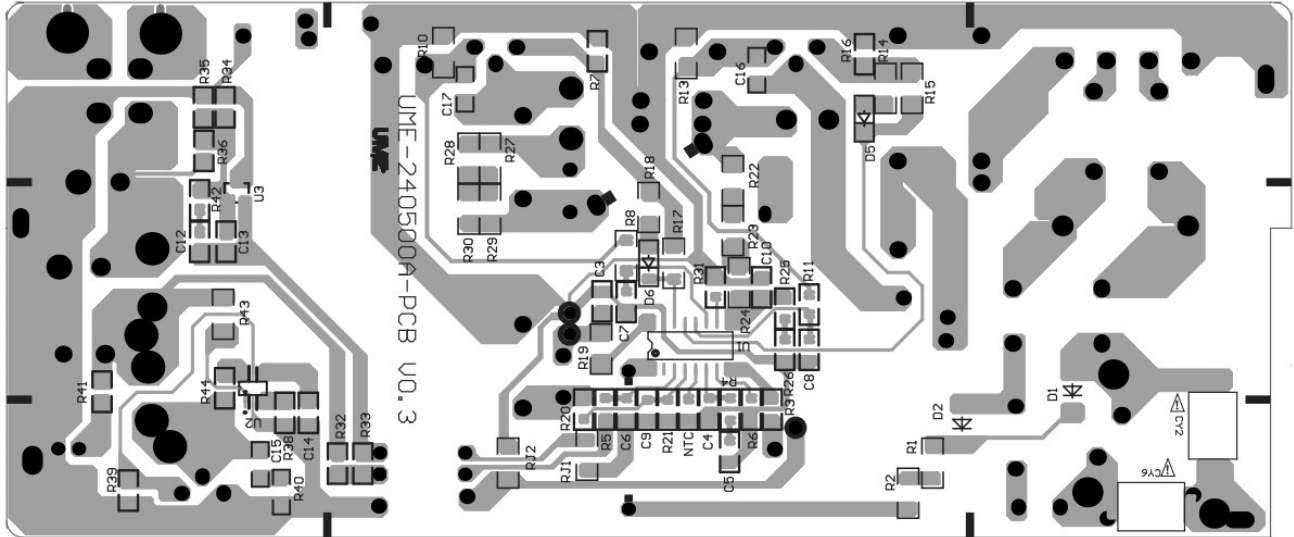 R35
R34
R36
R42
U3
C12
C13
R43
R41
R44
U2
R38
C14
C15
R39
R40
R32
R33
UME
UME-240500A-PCB V0.3
R10
C17
R28
R27
R30
R29
R7
R18
R8
R17
D6
C3
C7
R19
R13
C16
R16
R14
R15
D5
R22
R23
C10
R31
R25
R11
R24
U1
R26
C8
R20
R5
C6
C9
R21
NTC
C4
R4
R6
R3
C5
RJ2
RJ1
R2
R1
D2
D1
CY2
CY6